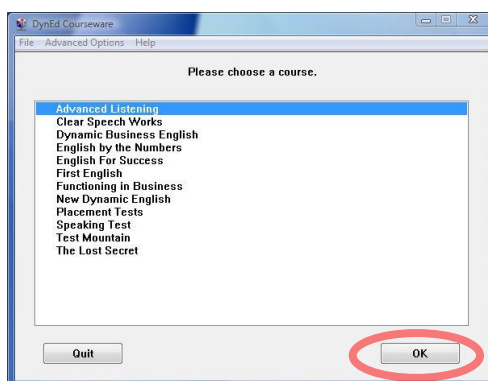 DynEd Courseware
File Advanced Options Help
Please choose a course.
Advanced Listening
Clear Speech Works
Dynamic Business English
English by the Numbers
English For Success
First English
Functioning in Business
New Dynamic English
Placement Tests
Speaking Test
Test Mountain
The Lost Secret
Quit OK